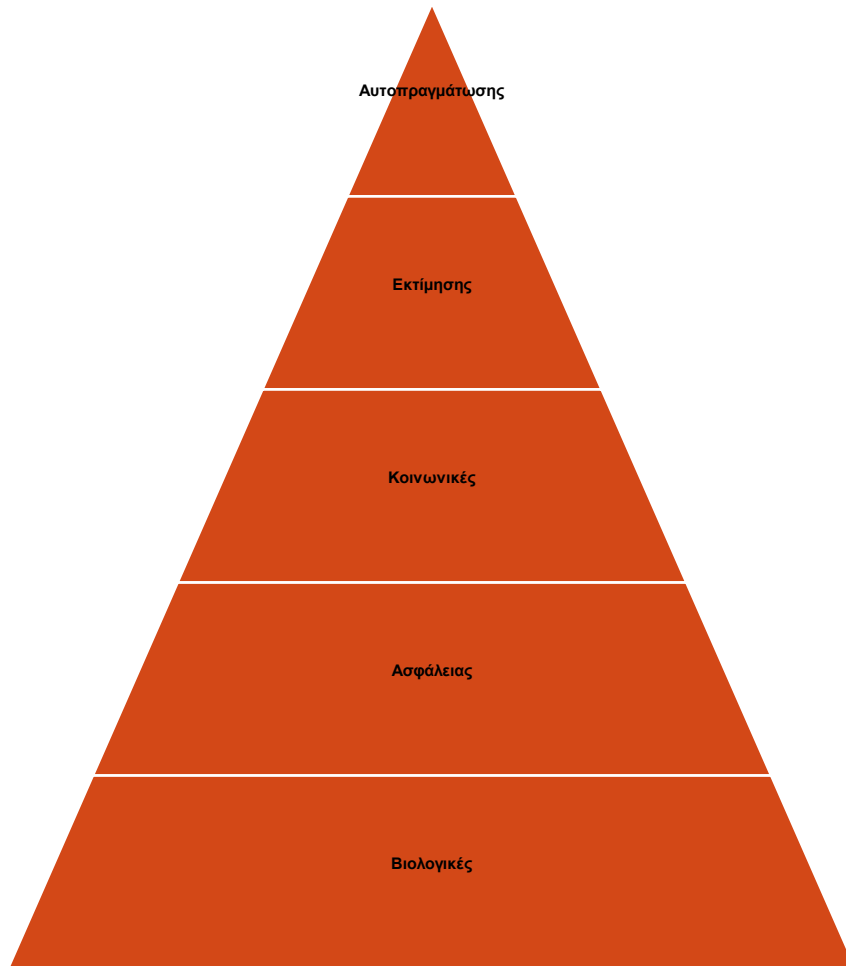 Αυτοπραγμάτωσης
Εκτίμησης
Κοινωνικές
Ασφάλειας
Βιολογικές